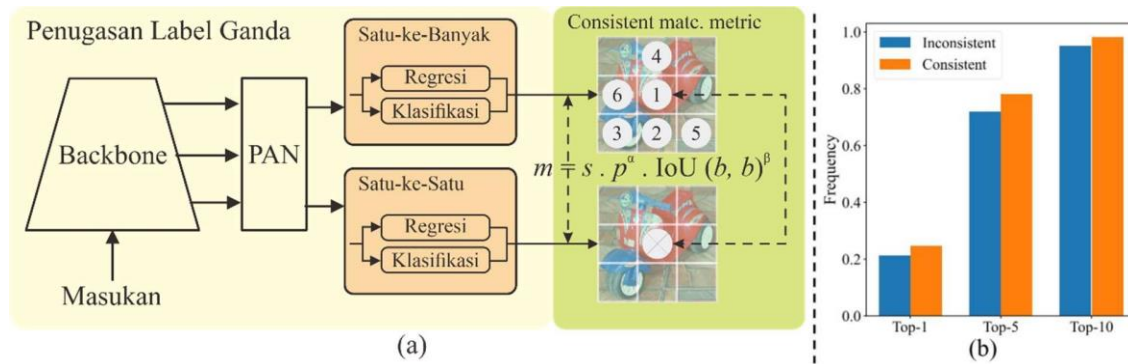 Penugasan Label Ganda
Backbone
Masukan
PAN
Satu-ke-Banyak
Regresi
Klasifikasi
Satu-ke-Satu
Regresi
Klasifikasi
Consistent matc. metric
4
6 1
3 2 5
m = s . p^α . IoU (b, b)^β
(a)
Frequency
1.0
0.8
0.6
0.4
0.2
0.0
Inconsistent
Consistent
Top-1 Top-5 Top-10
(b)